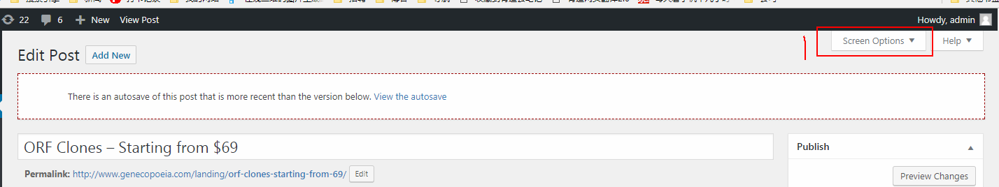 22 6 New View Post Howdy, admin
Screen Options ▼ Help ▼
Edit Post Add New
There is an autosave of this post that is more recent than the version below. View the autosave
ORF Clones – Starting from $69
Publish
Permalink: http://www.genecopoeia.com/landing/orf-clones-starting-from-69/ Edit
Preview Changes